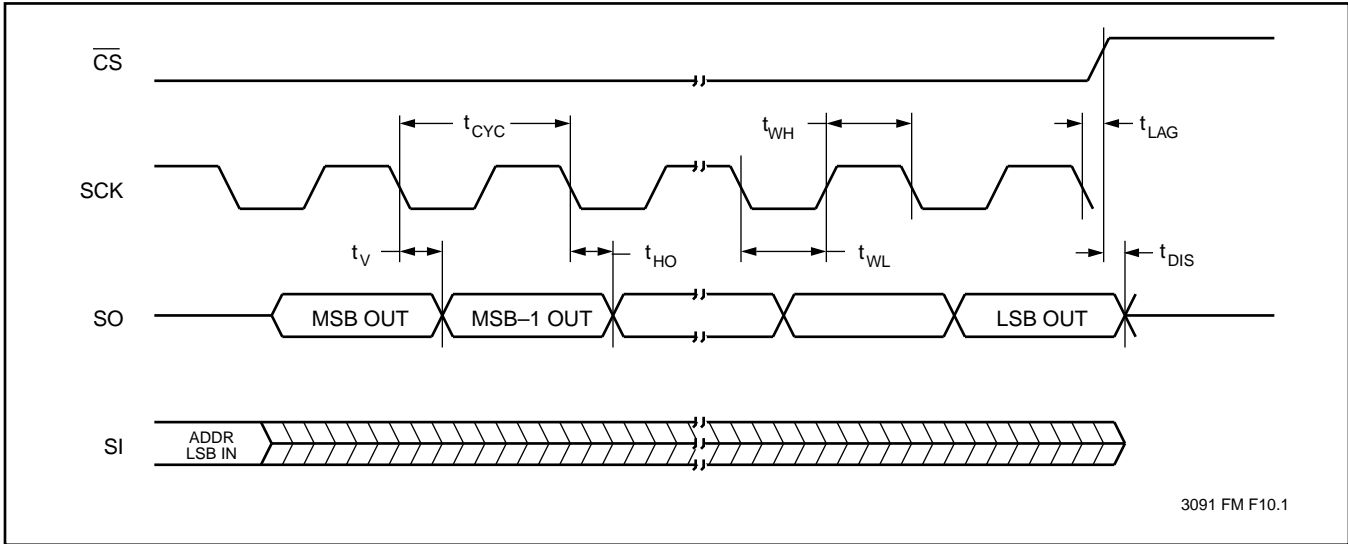 CS
tCYC
tWH
tLAG
SCK
tV
tHO
tWL
tDIS
SO
MSB OUT
MSB–1 OUT
LSB OUT
SI
ADDR
LSB IN
3091 FM F10.1